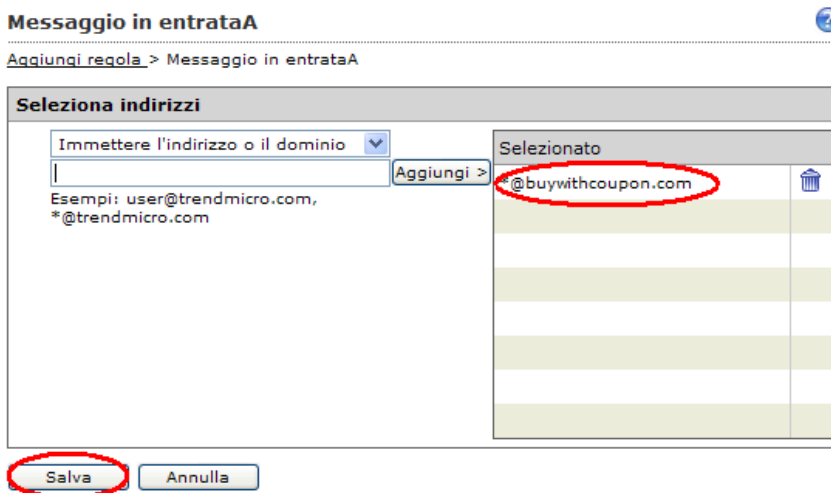 Messaggio in entrataA
?
Aggiungi regola > Messaggio in entrataA
Seleziona indirizzi
Immettere l'indirizzo o il dominio
Aggiungi >
Esempi: user@trendmicro.com,
*@trendmicro.com
Selezionato
*@buywithcoupon.com
Salva
Annulla